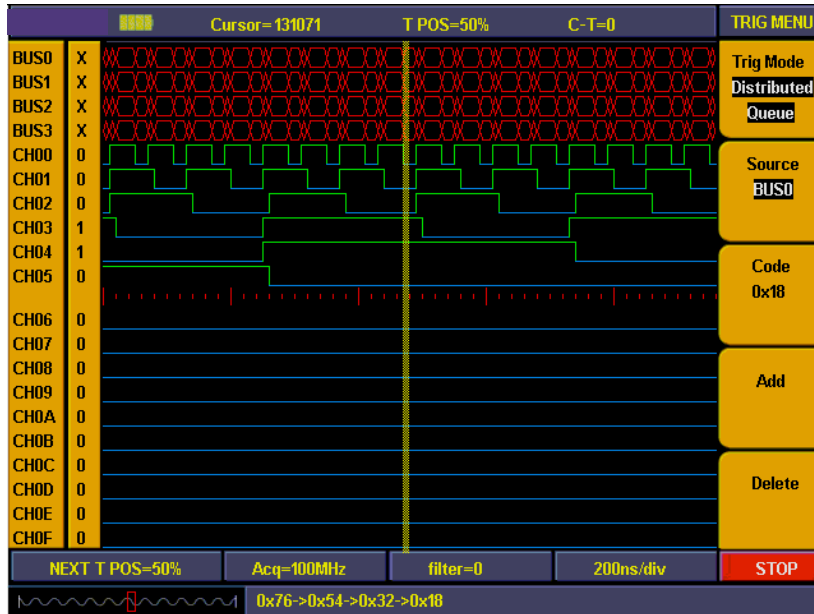 Cursor=131071 T POS=50% C-T=0 TRIG MENU
BUS0 X
BUS1 X
BUS2 X
BUS3 X
CH00 0
CH01 0
CH02 0
CH03 1
CH04 1
CH05 0
CH06 0
CH07 0
CH08 0
CH09 0
CH0A 0
CH0B 0
CH0C 0
CH0D 0
CH0E 0
CH0F 0
Trig Mode
Distributed
Queue
Source
BUS0
Code
0x18
Add
Delete
NEXT T POS=50% Acq=100MHz filter=0 200ns/div STOP
0x76->0x54->0x32->0x18